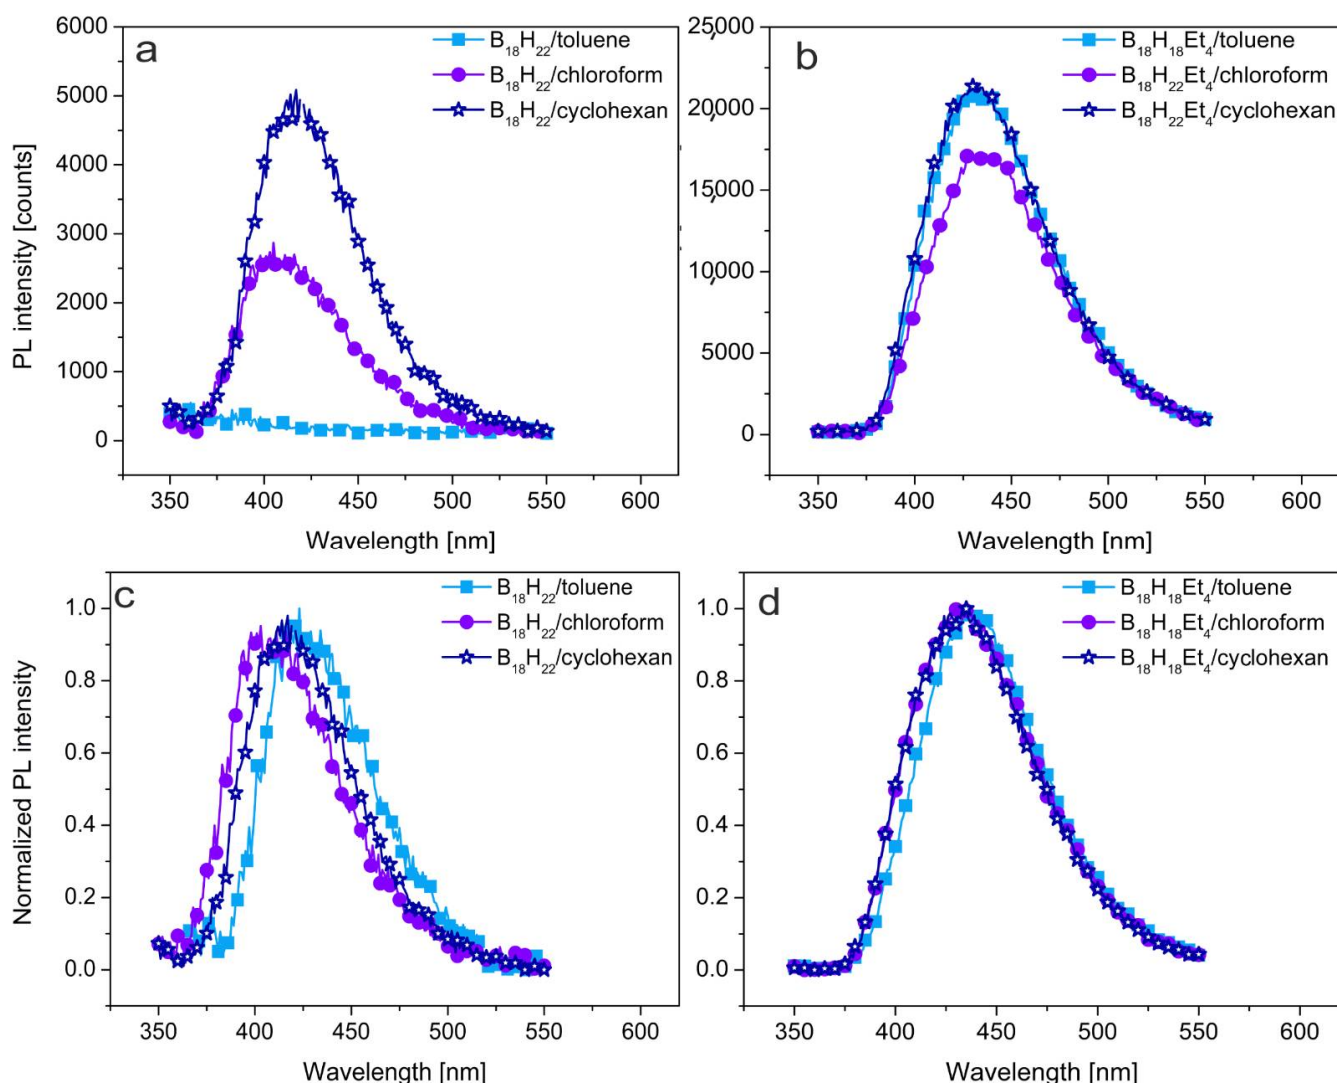 a
B₁₈H₂₂/toluene
B₁₈H₂₂/chloroform
B₁₈H₂₂/cyclohexan
PL intensity [counts]
6000
5000
4000
3000
2000
1000
0
350 400 450 500 550 600
Wavelength [nm]
b
B₁₈H₁₈Et₄/toluene
B₁₈H₂₂Et₄/chloroform
B₁₈H₂₂Et₄/cyclohexan
25000
20000
15000
10000
5000
0
350 400 450 500 550 600
Wavelength [nm]
c
B₁₈H₂₂/toluene
B₁₈H₂₂/chloroform
B₁₈H₂₂/cyclohexan
Normalized PL intensity
1.0
0.8
0.6
0.4
0.2
0.0
350 400 450 500 550 600
Wavelength [nm]
d
B₁₈H₁₈Et₄/toluene
B₁₈H₁₈Et₄/chloroform
B₁₈H₁₈Et₄/cyclohexan
1.0
0.8
0.6
0.4
0.2
0.0
350 400 450 500 550 600
Wavelength [nm]